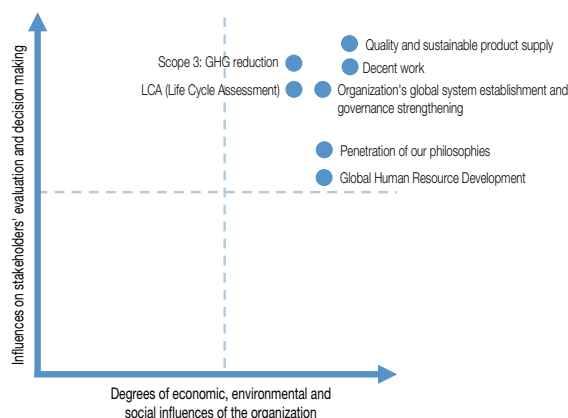 Influences on stakeholders' evaluation and decision making
Quality and sustainable product supply
Scope 3: GHG reduction
Decent work
LCA (Life Cycle Assessment)
Organization's global system establishment and
governance strengthening
Penetration of our philosophies
Global Human Resource Development
Degrees of economic, environmental and
social influences of the organization